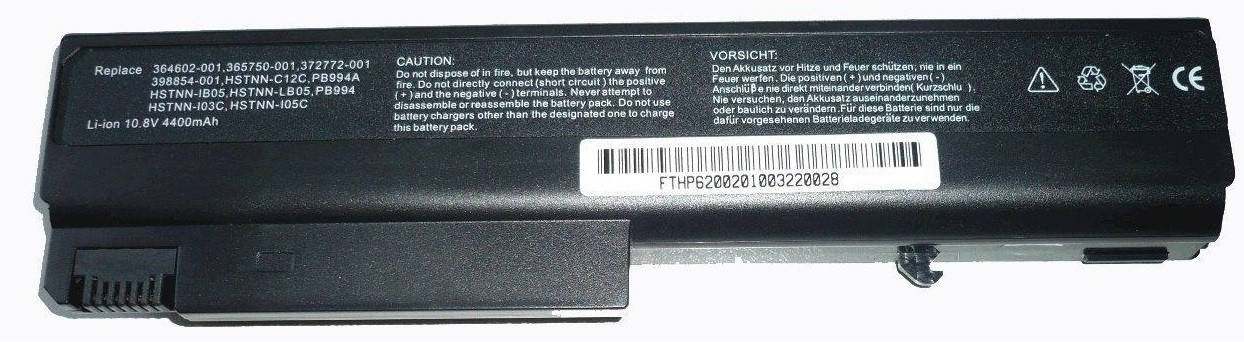 Replace 364602-001,365750-001,372772-001
398854-001,HSTNN-C12C,PB994A
HSTNN-IB05,HSTNN-LB05,PB994
HSTNN-I03C,HSTNN-I05C
Li-ion 10.8V 4400mAh
CAUTION:
Do not dispose of in fire, but keep the battery away from
fire. Do not directly connect (short circuit ) the positive
( + ) and the negative ( - ) terminals. Never attempt to
disassemble or reassemble the battery pack. Do not use
battery chargers other than the designated one to charge
this battery pack.
VORSICHT:
Den Akkusatz vor Hitze und Feuer schützen; nie in ein
Feuer werfen. Die positiven ( + ) und negativen ( - )
Anschlüße nie direkt miteinanderverbinden( Kurzschlu ).
Nie versuchen, den Akkusatz auseinanderzunehmen
oder baulich zu verändern. Für diese Batterie sind nur die
dafür vorgesehenen Batterieladegeräte zu verwenden.
CE
FTHP6200201003220028